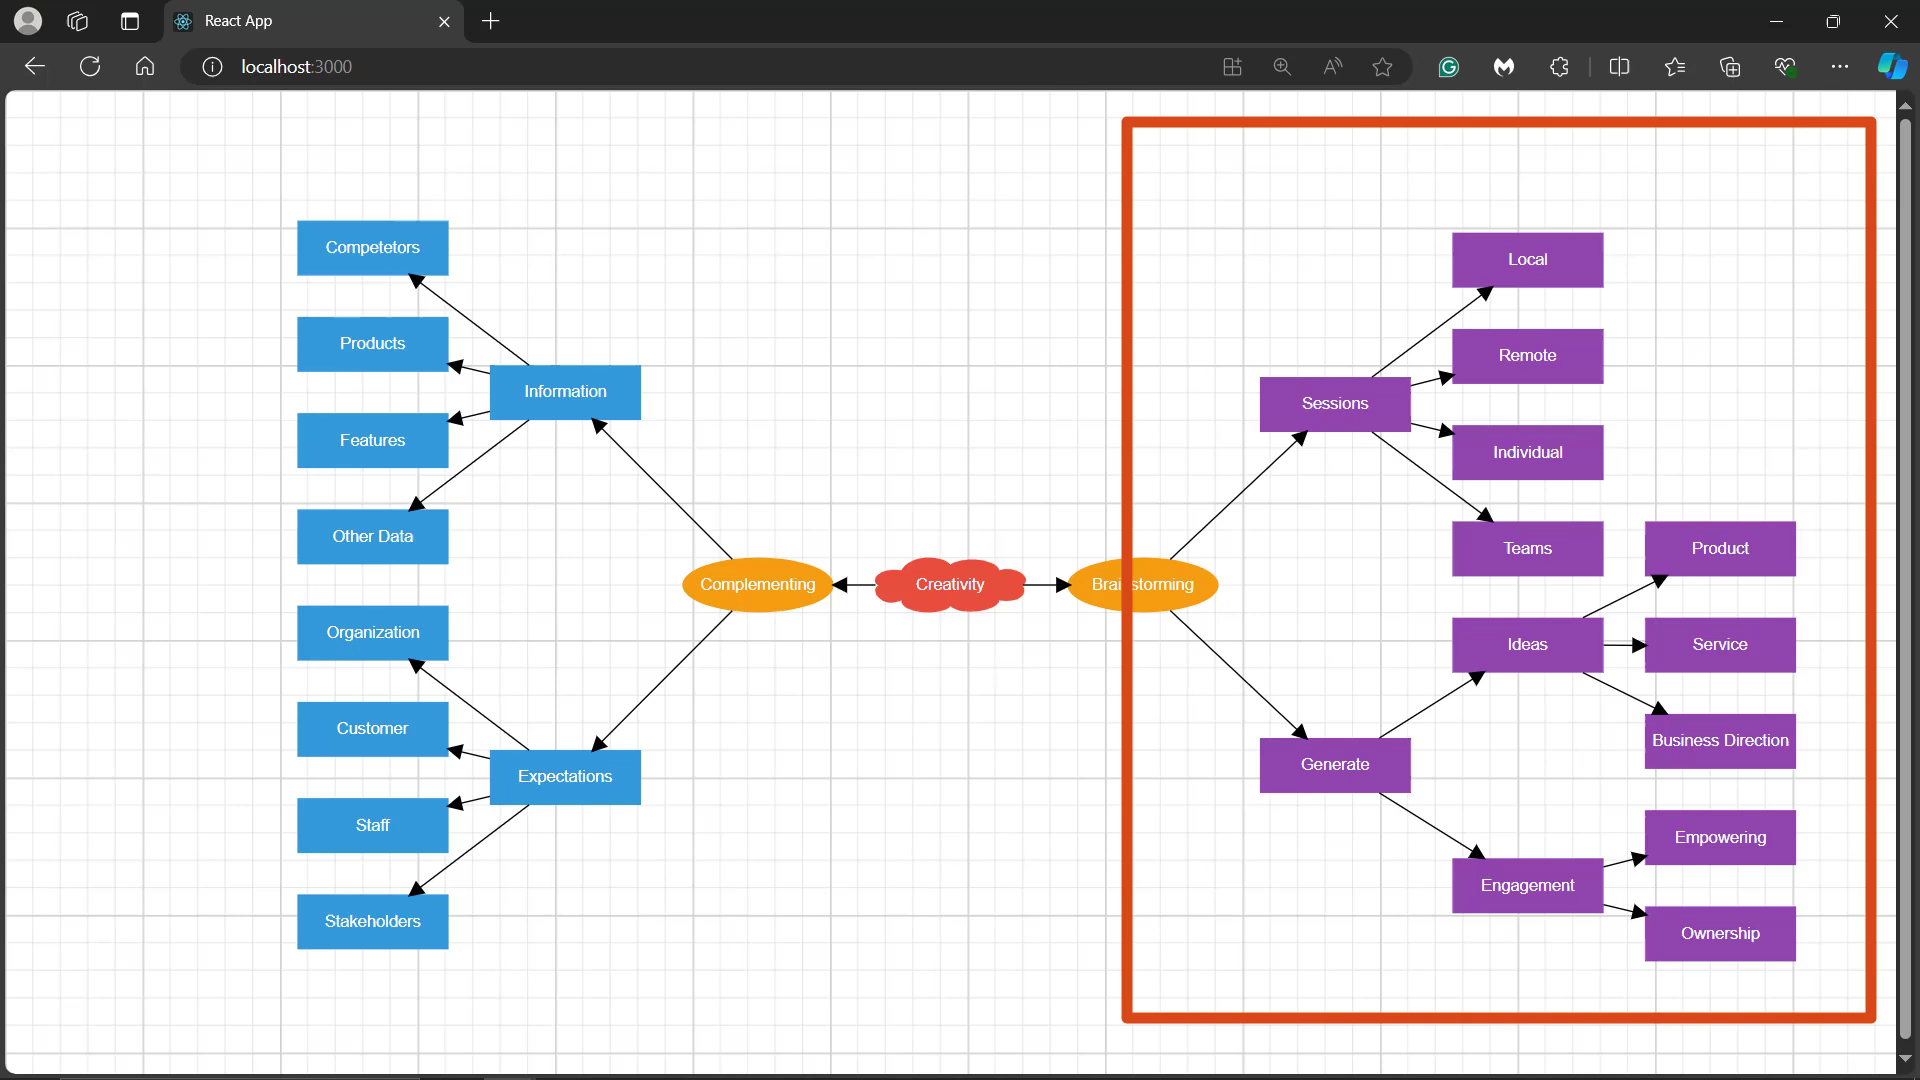 React App
localhost:3000
Competetors
Products
Features
Other Data
Information
Organization
Customer
Staff
Stakeholders
Expectations
Complementing
Creativity
Brainstorming
Sessions
Local
Remote
Individual
Teams
Generate
Ideas
Product
Service
Business Direction
Engagement
Empowering
Ownership